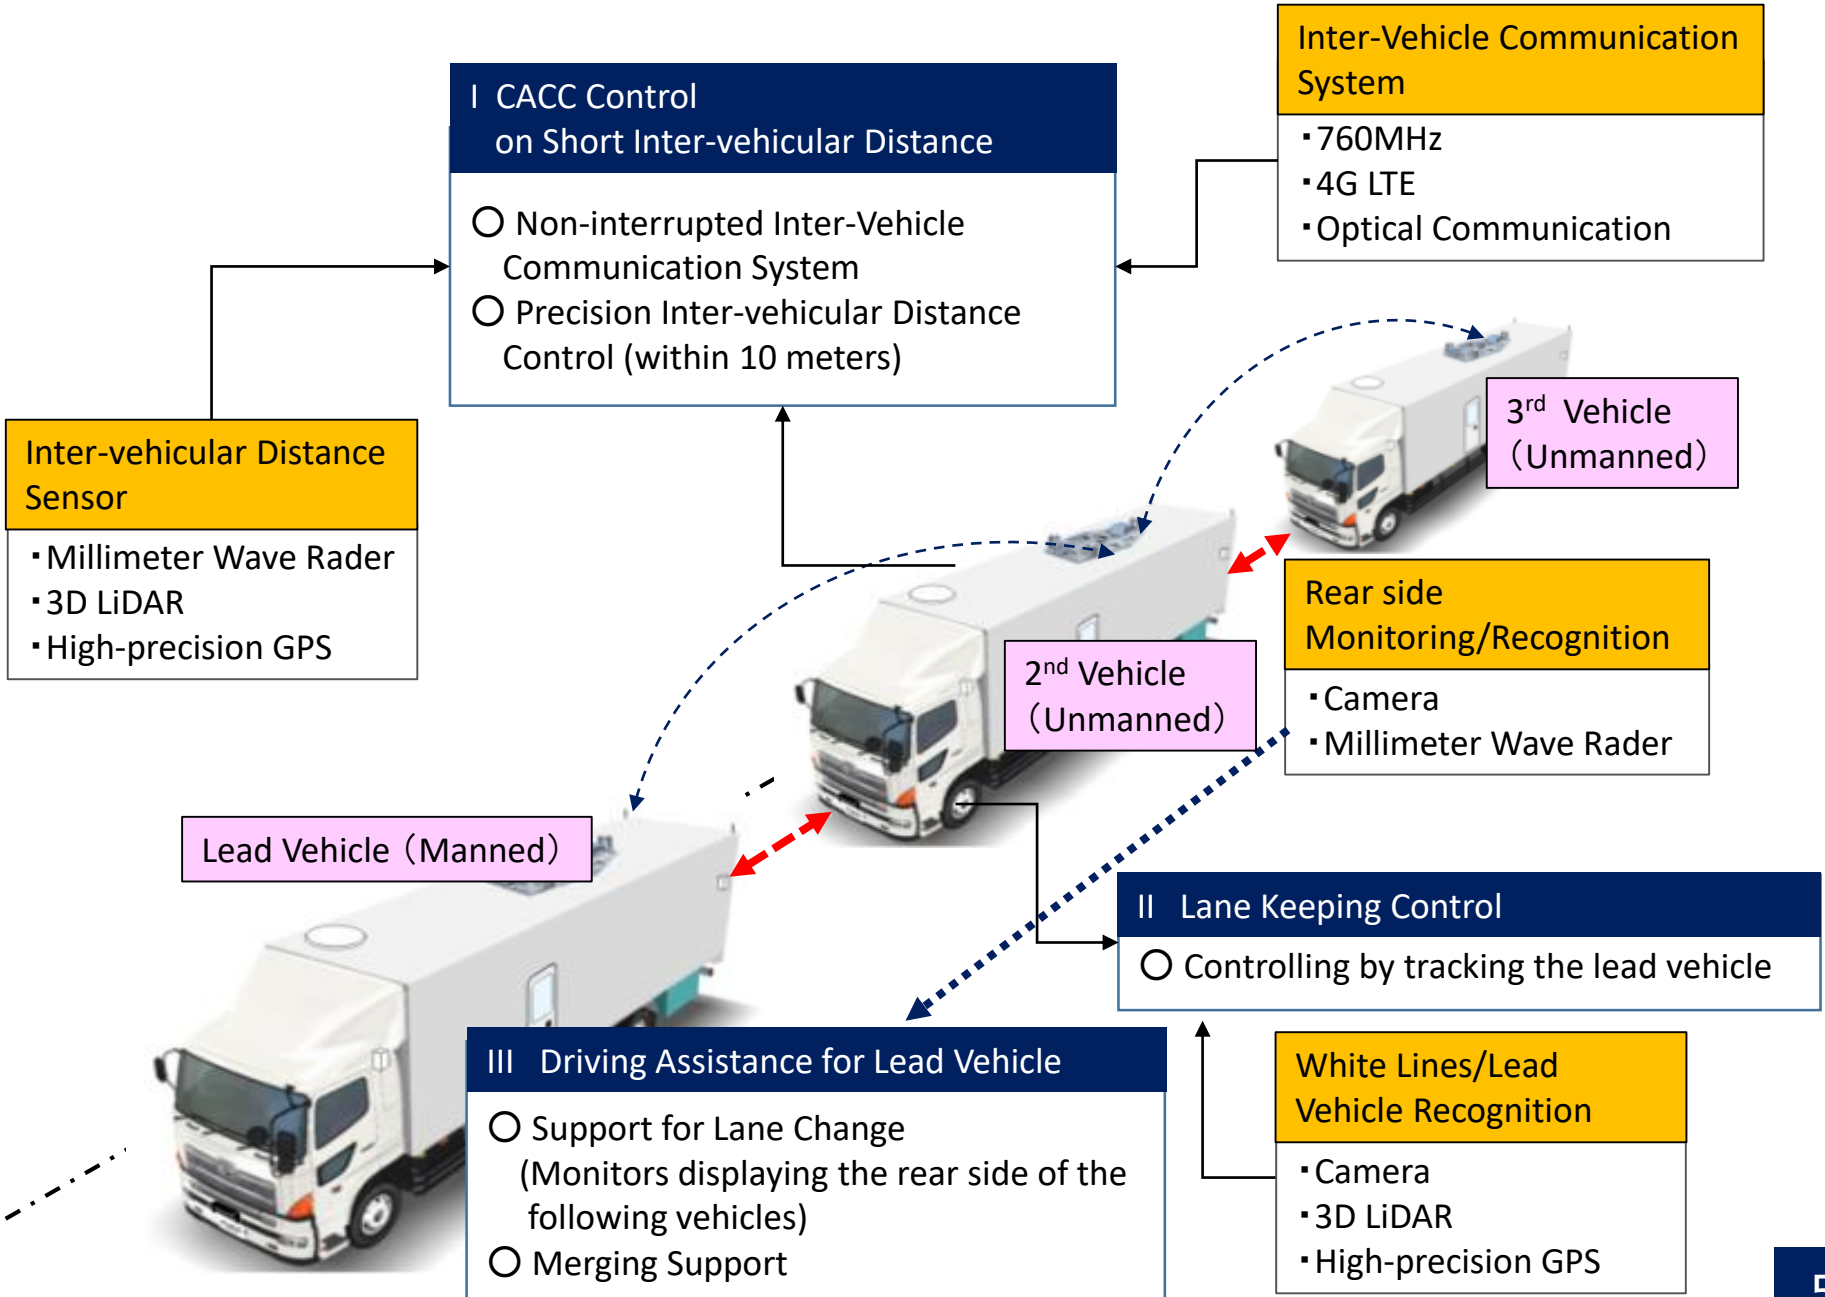 Inter-Vehicle Communication
System
・760MHz
・4G LTE
・Optical Communication
I CACC Control
on Short Inter-vehicular Distance
○ Non-interrupted Inter-Vehicle
Communication System
○ Precision Inter-vehicular Distance
Control (within 10 meters)
3rd Vehicle
（Unmanned）
Inter-vehicular Distance
Sensor
・Millimeter Wave Rader
・3D LiDAR
・High-precision GPS
Rear side
Monitoring/Recognition
・Camera
・Millimeter Wave Rader
2nd Vehicle
（Unmanned）
Lead Vehicle（Manned）
II Lane Keeping Control
○ Controlling by tracking the lead vehicle
III Driving Assistance for Lead Vehicle
○ Support for Lane Change
(Monitors displaying the rear side of the
following vehicles)
○ Merging Support
White Lines/Lead
Vehicle Recognition
・Camera
・3D LiDAR
・High-precision GPS